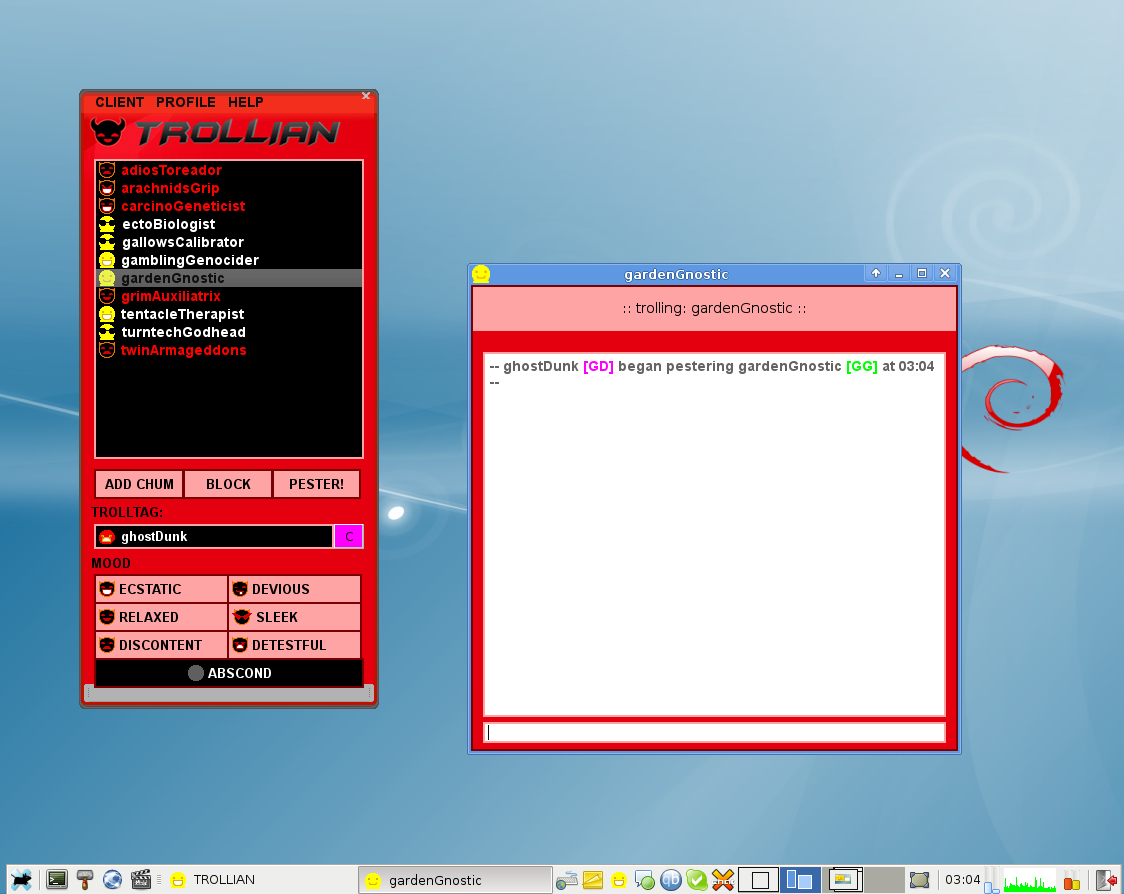 CLIENT PROFILE HELP
TROLLIAN
adiosToreador
arachnidsGrip
carcinoGeneticist
ectoBiologist
gallowsCalibrator
gamblingGenocider
gardenGnostic
grimAuxiliatrix
tentacleTherapist
turntechGodhead
twinArmageddons
ADD CHUM BLOCK PESTER!
TROLLTAG:
ghostDunk C
MOOD
ECSTATIC DEVIOUS
RELAXED SLEEK
DISCONTENT DETESTFUL
ABSCOND
gardenGnostic
:: trolling: gardenGnostic ::
-- ghostDunk [GD] began pestering gardenGnostic [GG] at 03:04
--
TROLLIAN gardenGnostic qb 03:04